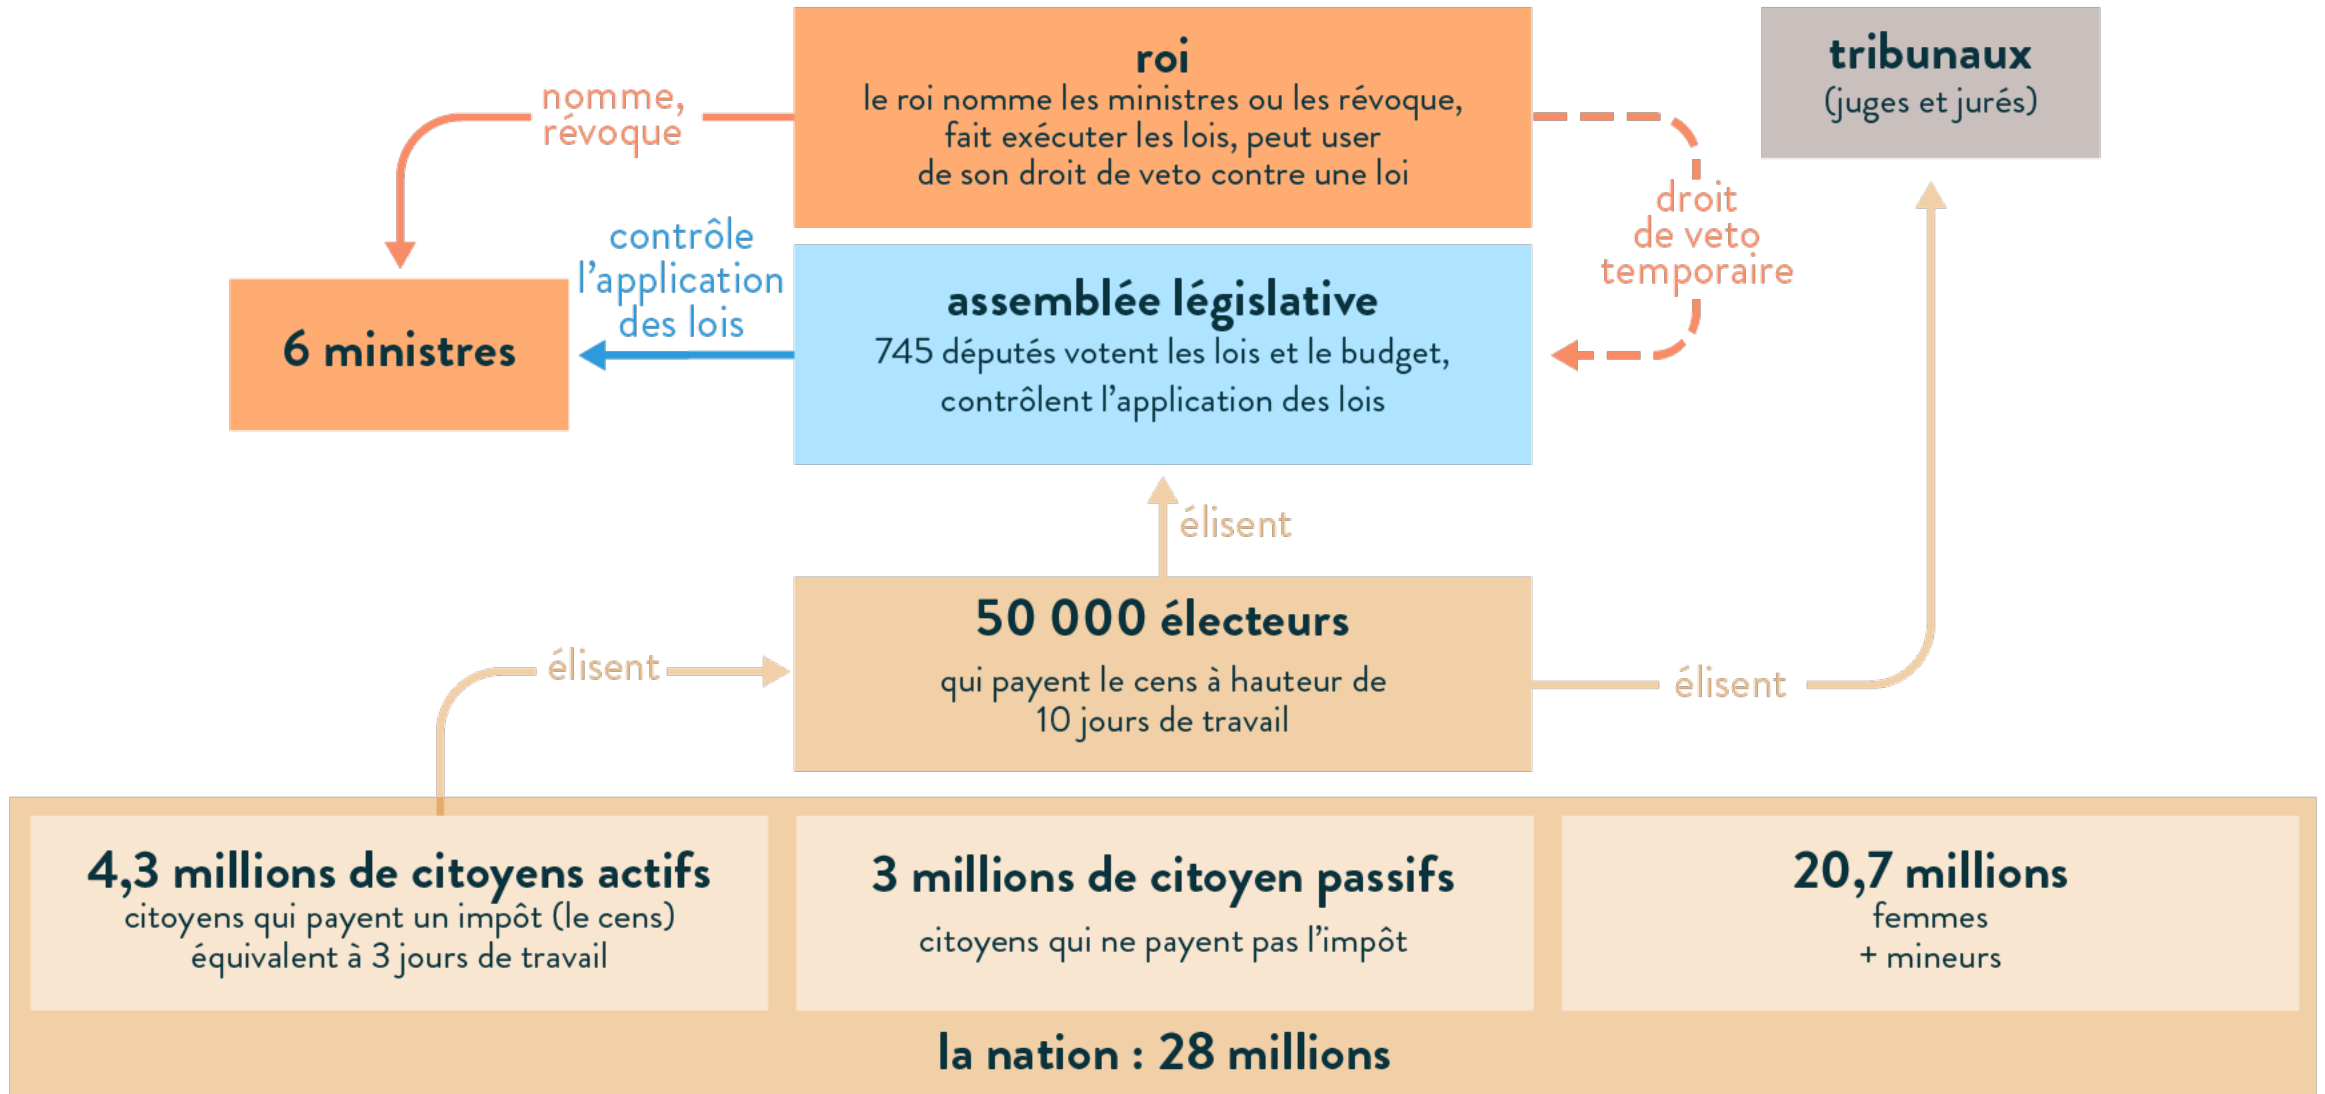 roi
le roi nomme les ministres ou les révoque,
fait exécuter les lois, peut user
de son droit de veto contre une loi
tribunaux
(juges et jurés)
nomme,
révoque
droit
de veto
temporaire
contrôle
l'application
des lois
6 ministres
assemblée législative
745 députés votent les lois et le budget,
contrôlent l'application des lois
élisent
50 000 électeurs
qui payent le cens à hauteur de
10 jours de travail
élisent
élisent
4,3 millions de citoyens actifs
citoyens qui payent un impôt (le cens)
équivalent à 3 jours de travail
3 millions de citoyen passifs
citoyens qui ne payent pas l'impôt
20,7 millions
femmes
+ mineurs
la nation : 28 millions